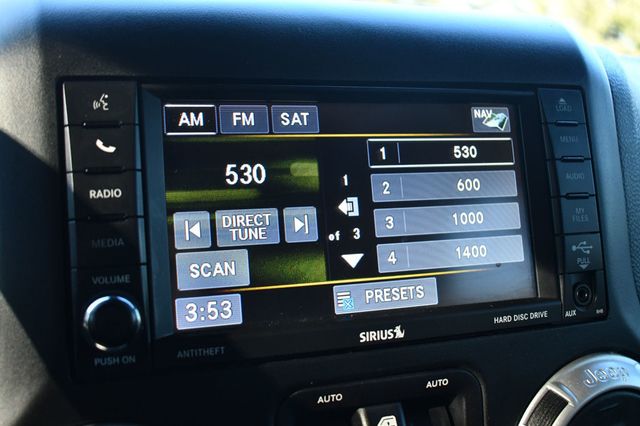 AM FM SAT NAV
LOAD
MENU
RADIO
530
1 530
AUDIO
1
2 600
MY FILES
MEDIA
DIRECT TUNE
of 3
3 1000
SCAN
4 1400
PULL
VOLUME
3:53
PRESETS
PUSH ON
ANTITHEFT
SIRIUS
HARD DISC DRIVE
AUX
AUTO
AUTO
Jeep